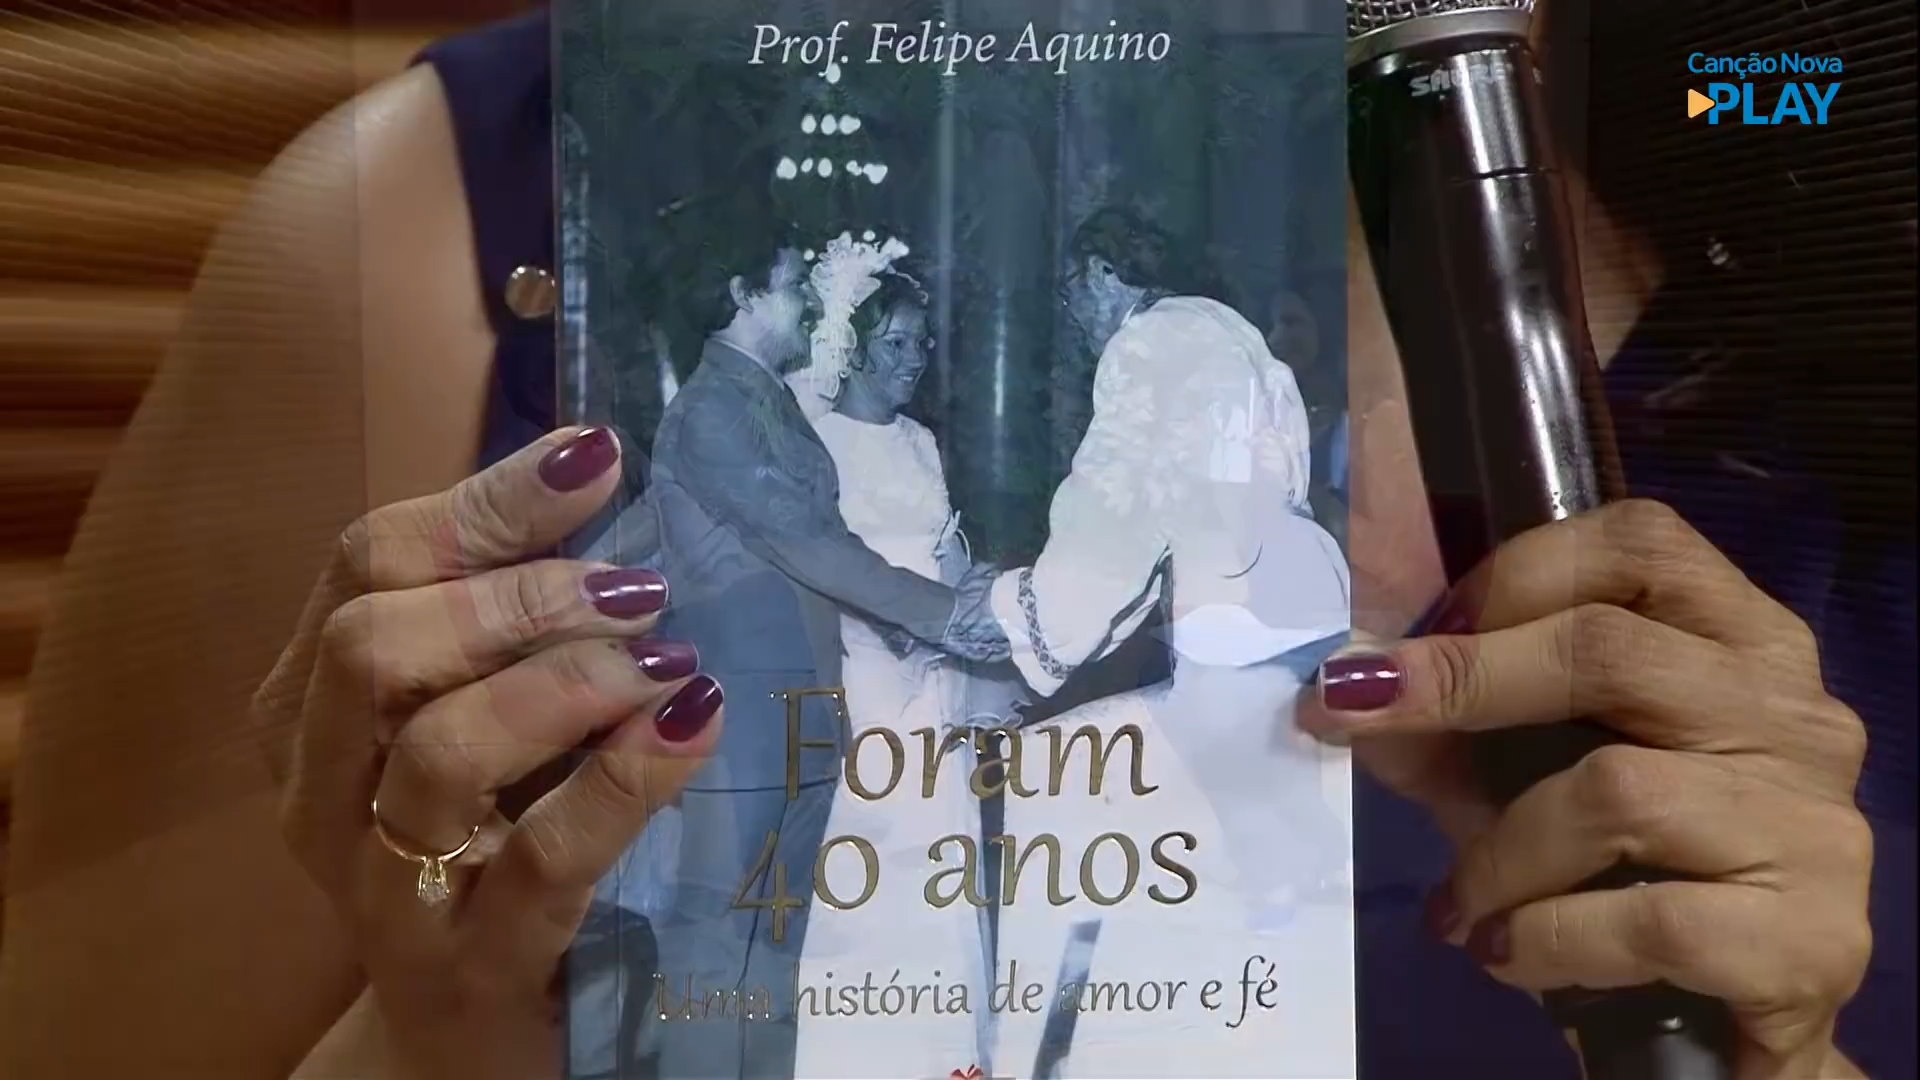 Prof. Felipe Aquino
Canção Nova
PLAY
Foram
40 anos
Uma história de amor e fé